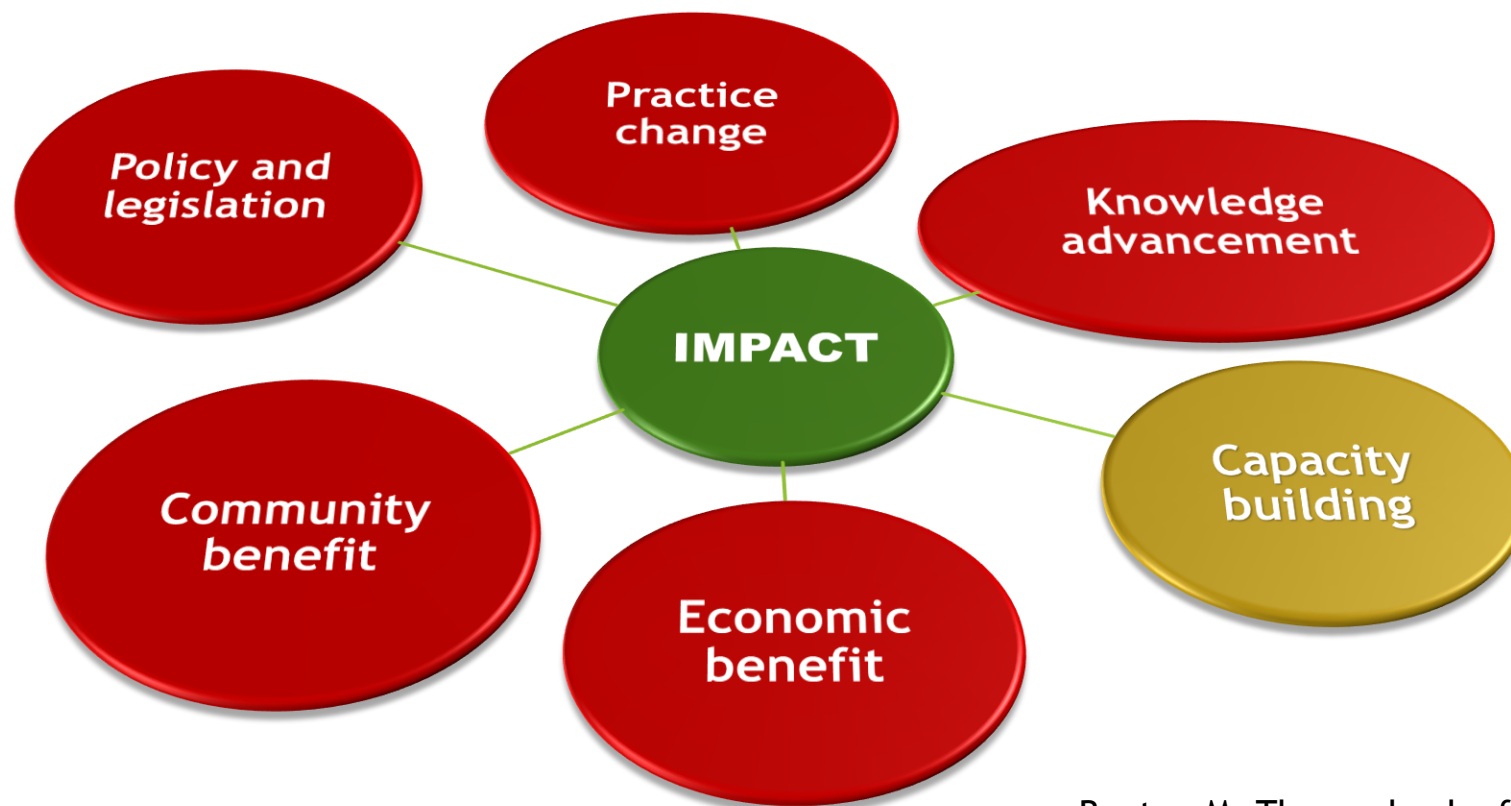 Practice
change
Policy and
legislation
Knowledge
advancement
IMPACT
Capacity
building
Community
benefit
Economic
benefit